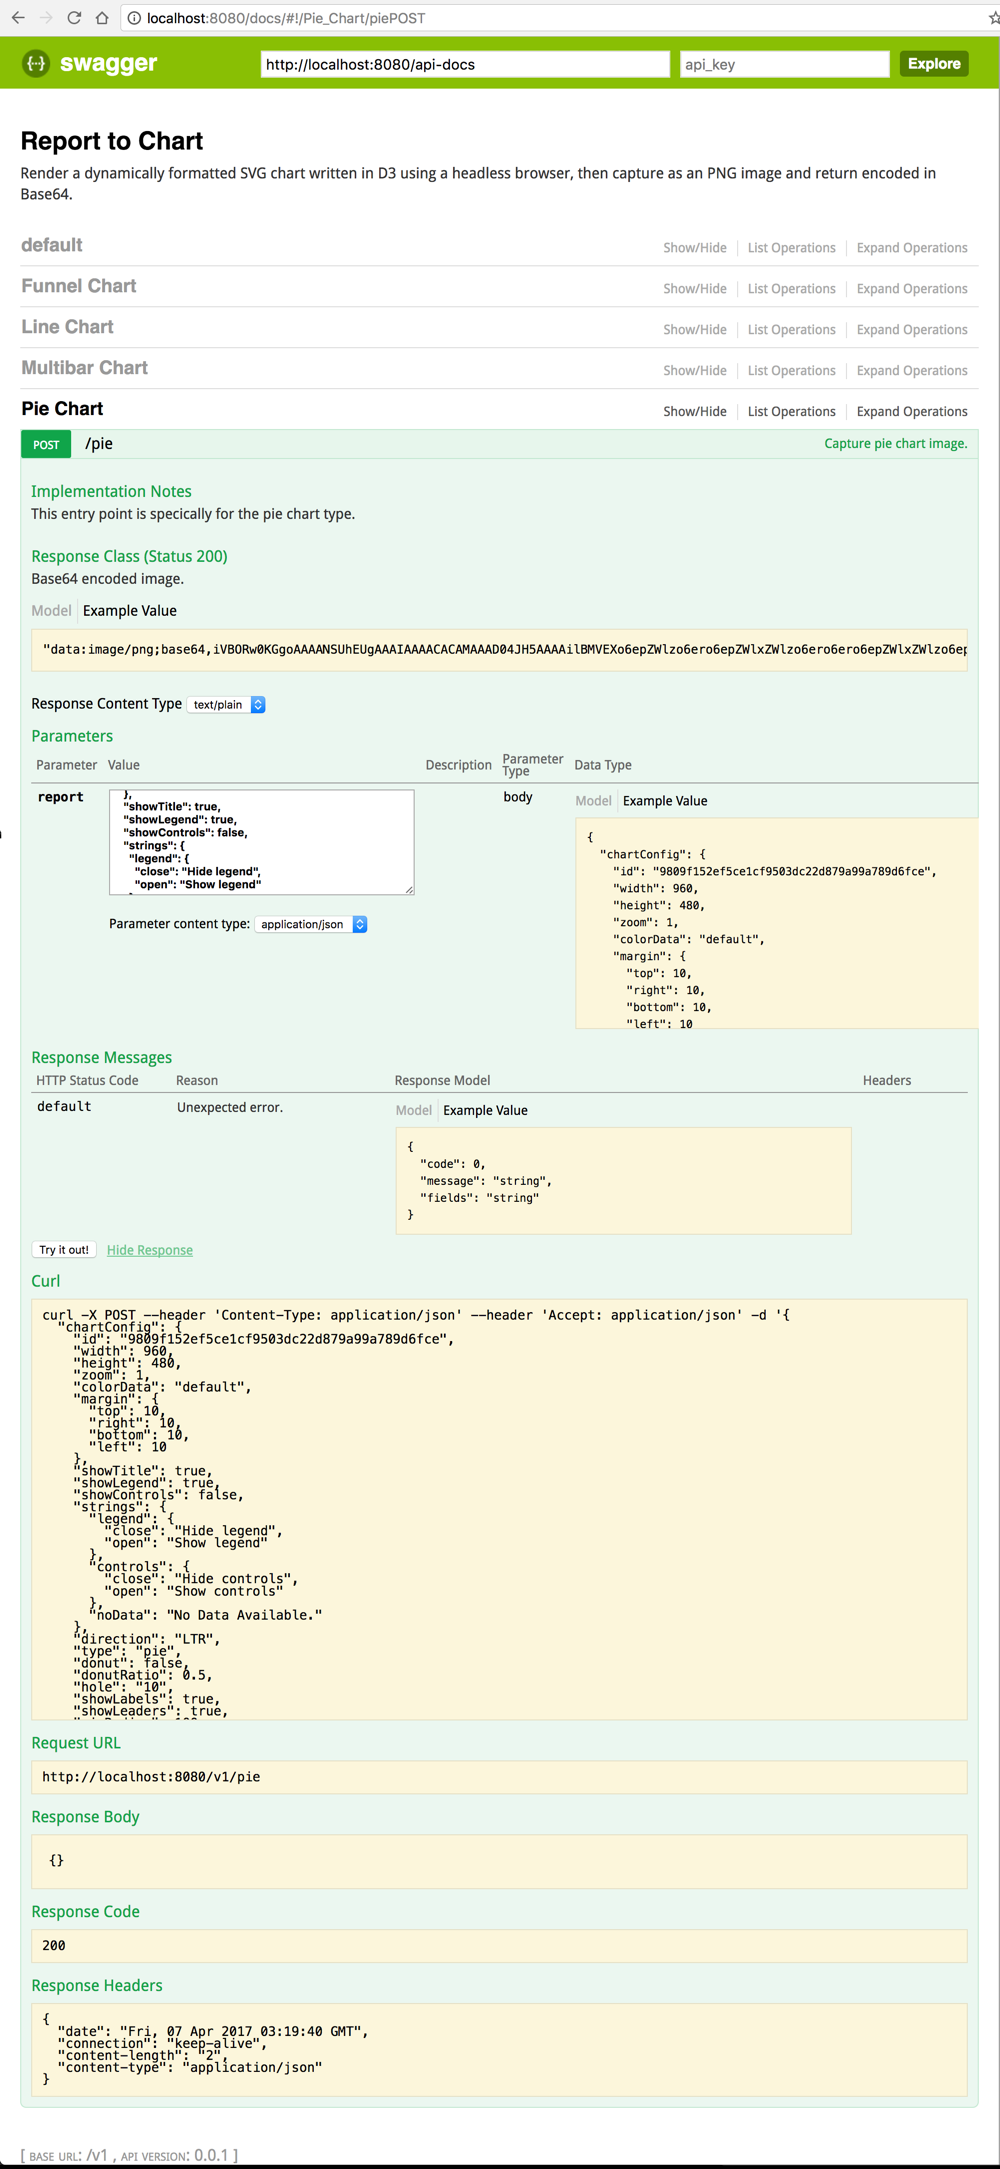 localhost:8080/docs/#!/Pie_Chart/piePOST
swagger
http://localhost:8080/api-docs
api_key
Explore
Report to Chart
Render a dynamically formatted SVG chart written in D3 using a headless browser, then capture as an PNG image and return encoded in
Base64.
default Show/Hide List Operations Expand Operations
Funnel Chart Show/Hide List Operations Expand Operations
Line Chart Show/Hide List Operations Expand Operations
Multibar Chart Show/Hide List Operations Expand Operations
Pie Chart Show/Hide List Operations Expand Operations
POST /pie Capture pie chart image.
Implementation Notes
This entry point is specically for the pie chart type.
Response Class (Status 200)
Base64 encoded image.
Model Example Value
"data:image/png;base64,iVBORw0KGgoAAAANSUhEUgAAAIAAAACACAMAAAD04JH5AAAAilBMVEXo6epZWlzo6ero6epZWlxZWlzo6ero6ero6epZWlxZWlzo6ep
Response Content Type text/plain
Parameters
Parameter Value Description Parameter Type Data Type
report
},
"showTitle": true,
"showLegend": true,
"showControls": false,
"strings": {
"legend": {
"close": "Hide legend",
"open": "Show legend"
Parameter content type: application/json
body
Model Example Value
{
"chartConfig": {
"id": "9809f152ef5ce1cf9503dc22d879a99a789d6fce",
"width": 960,
"height": 480,
"zoom": 1,
"colorData": "default",
"margin": {
"top": 10,
"right": 10,
"bottom": 10,
"left": 10
Response Messages
HTTP Status Code Reason Response Model Headers
default Unexpected error.
Model Example Value
{
"code": 0,
"message": "string",
"fields": "string"
}
Try it out! Hide Response
Curl
curl -X POST --header 'Content-Type: application/json' --header 'Accept: application/json' -d '{
"chartConfig": {
"id": "9809f152ef5ce1cf9503dc22d879a99a789d6fce",
"width": 960,
"height": 480,
"zoom": 1,
"colorData": "default",
"margin": {
"top": 10,
"right": 10,
"bottom": 10,
"left": 10
},
"showTitle": true,
"showLegend": true,
"showControls": false,
"strings": {
"legend": {
"close": "Hide legend",
"open": "Show legend"
},
"controls": {
"close": "Hide controls",
"open": "Show controls"
},
"noData": "No Data Available."
},
"direction": "LTR",
"type": "pie",
"donut": false,
"donutRatio": 0.5,
"hole": "10",
"showLabels": true,
"showLeaders": true,
Request URL
http://localhost:8080/v1/pie
Response Body
{}
Response Code
200
Response Headers
{
"date": "Fri, 07 Apr 2017 03:19:40 GMT",
"connection": "keep-alive",
"content-length": "2",
"content-type": "application/json"
}
[ BASE URL: /v1 , API VERSION: 0.0.1 ]